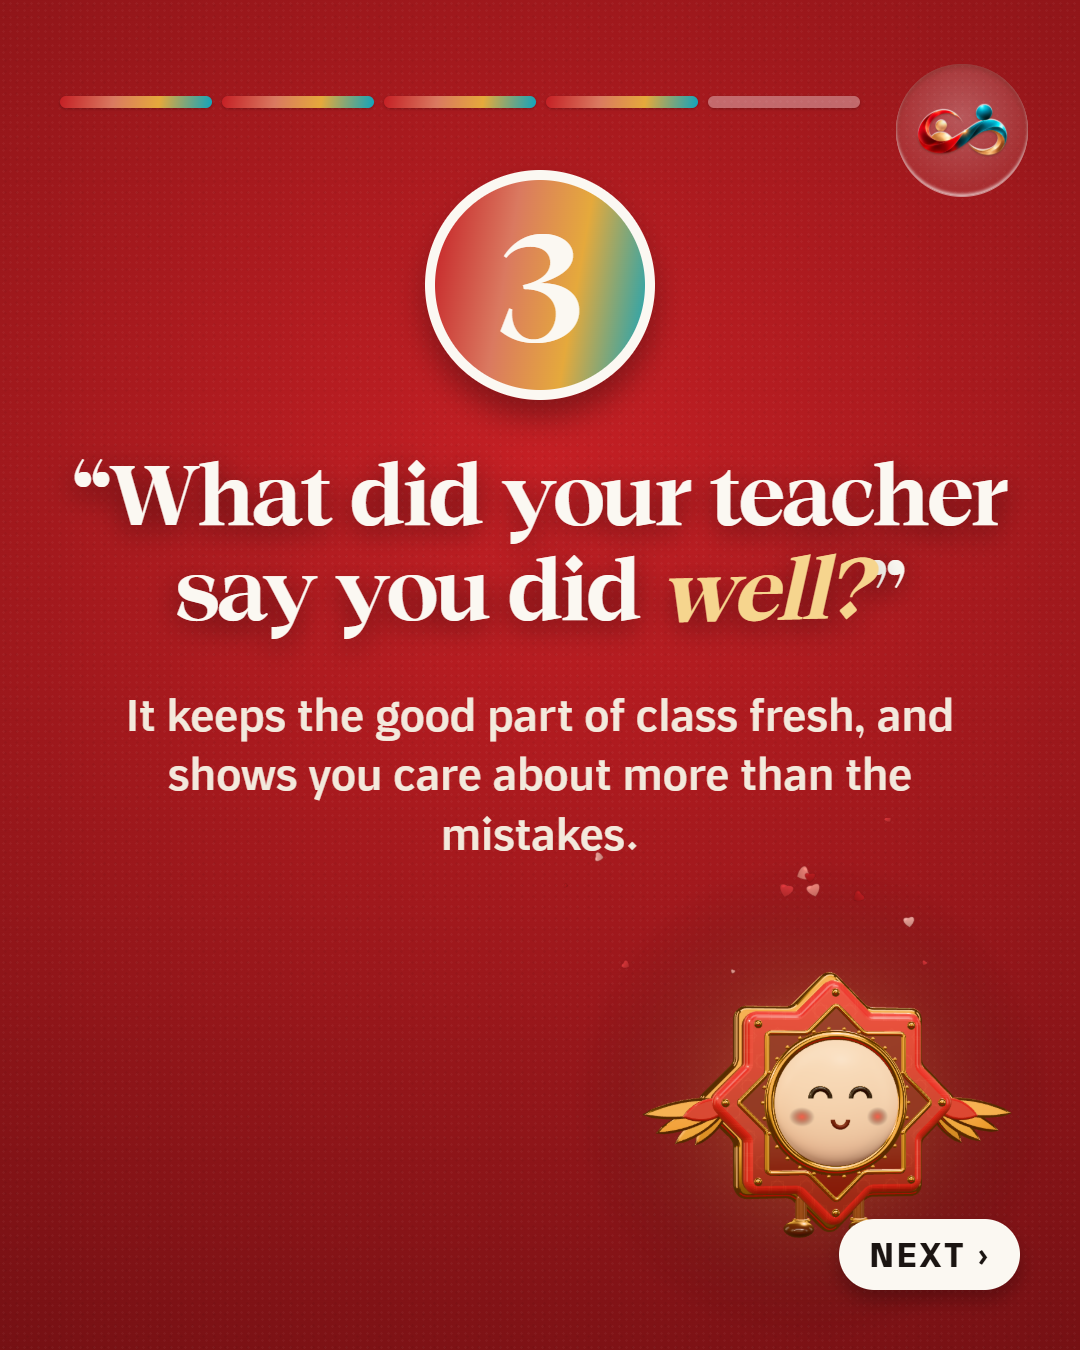 3
“What did your teacher
say you did well?”
It keeps the good part of class fresh, and
shows you care about more than the
mistakes.
NEXT ›